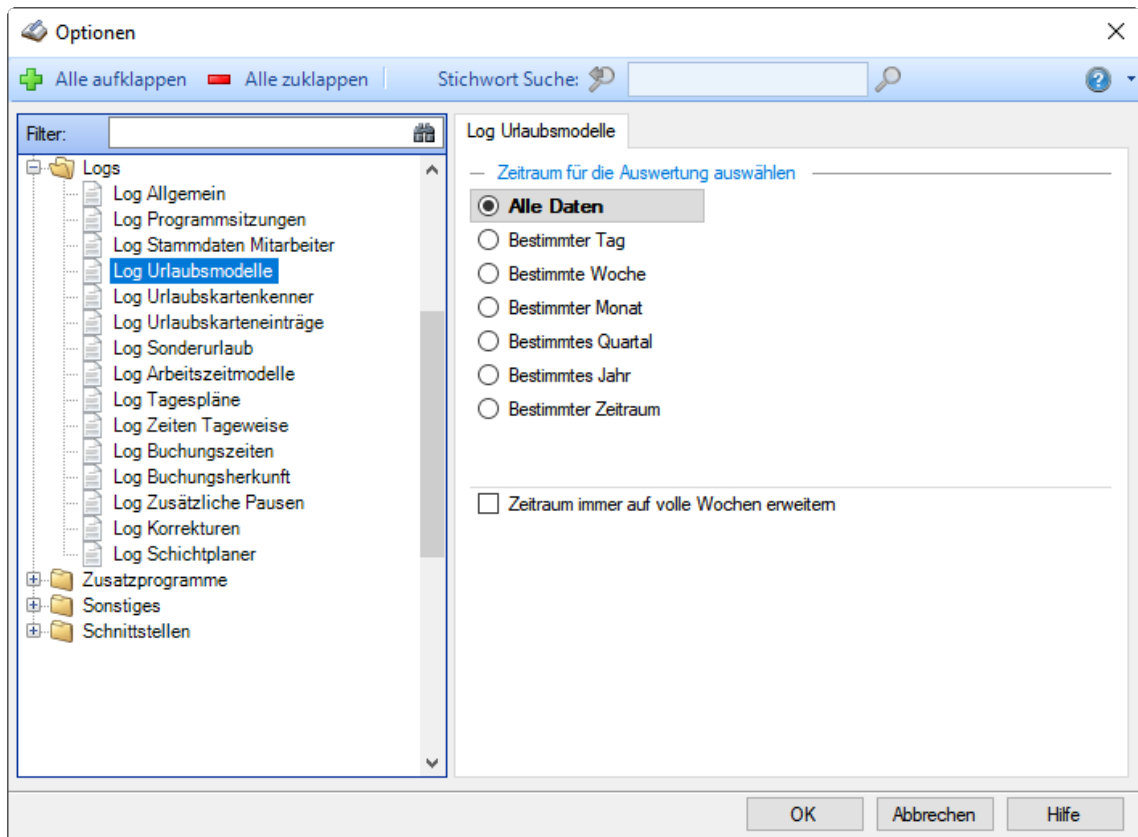 Optionen
Alle aufklappen Alle zuklappen Stichwort Suche:
Filter:
Logs
Log Allgemein
Log Programmsitzungen
Log Stammdaten Mitarbeiter
Log Urlaubsmodelle
Log Urlaubskartenkenner
Log Urlaubskarteneinträge
Log Sonderurlaub
Log Arbeitszeitmodelle
Log Tagespläne
Log Zeiten Tageweise
Log Buchungszeiten
Log Buchungsherkunft
Log Zusätzliche Pausen
Log Korrekturen
Log Schichtplaner
Zusatzprogramme
Sonstiges
Schnittstellen
Log Urlaubsmodelle
Zeitraum für die Auswertung auswählen
Alle Daten
Bestimmter Tag
Bestimmte Woche
Bestimmter Monat
Bestimmtes Quartal
Bestimmtes Jahr
Bestimmter Zeitraum
Zeitraum immer auf volle Wochen erweitern
OK Abbrechen Hilfe